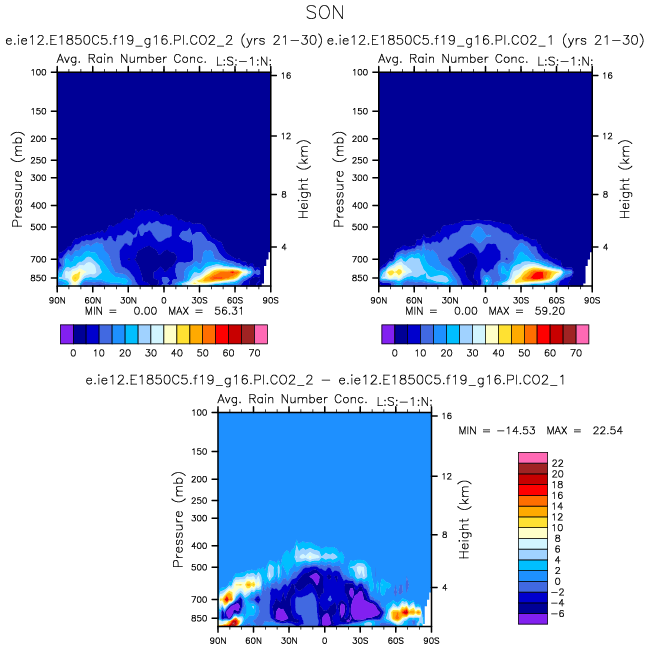 SON
e.ie12.E1850C5.f19_g16.PI.CO2_2 (yrs 21-30) e.ie12.E1850C5.f19_g16.PI.CO2_1 (yrs 21-30)
Avg. Rain Number Conc. L:S:-1:N: Avg. Rain Number Conc. L:S:-1:N:
100 150 200 250 300 400 500 700 850
Pressure (mb)
16 12 8 4
Height (km)
90N 60N 30N 0 30S 60S 90S
MIN = 0.00 MAX = 56.31
0 10 20 30 40 50 60 70
100 150 200 250 300 400 500 700 850
Pressure (mb)
16 12 8 4
Height (km)
90N 60N 30N 0 30S 60S 90S
MIN = 0.00 MAX = 59.20
0 10 20 30 40 50 60 70
e.ie12.E1850C5.f19_g16.PI.CO2_2 - e.ie12.E1850C5.f19_g16.PI.CO2_1
Avg. Rain Number Conc. L:S:-1:N:
100 150 200 250 300 400 500 700 850
Pressure (mb)
16 12 8 4
Height (km)
90N 60N 30N 0 30S 60S 90S
MIN = -14.53 MAX = 22.54
22
20
18
16
14
12
10
8
6
4
2
0
-2
-4
-6